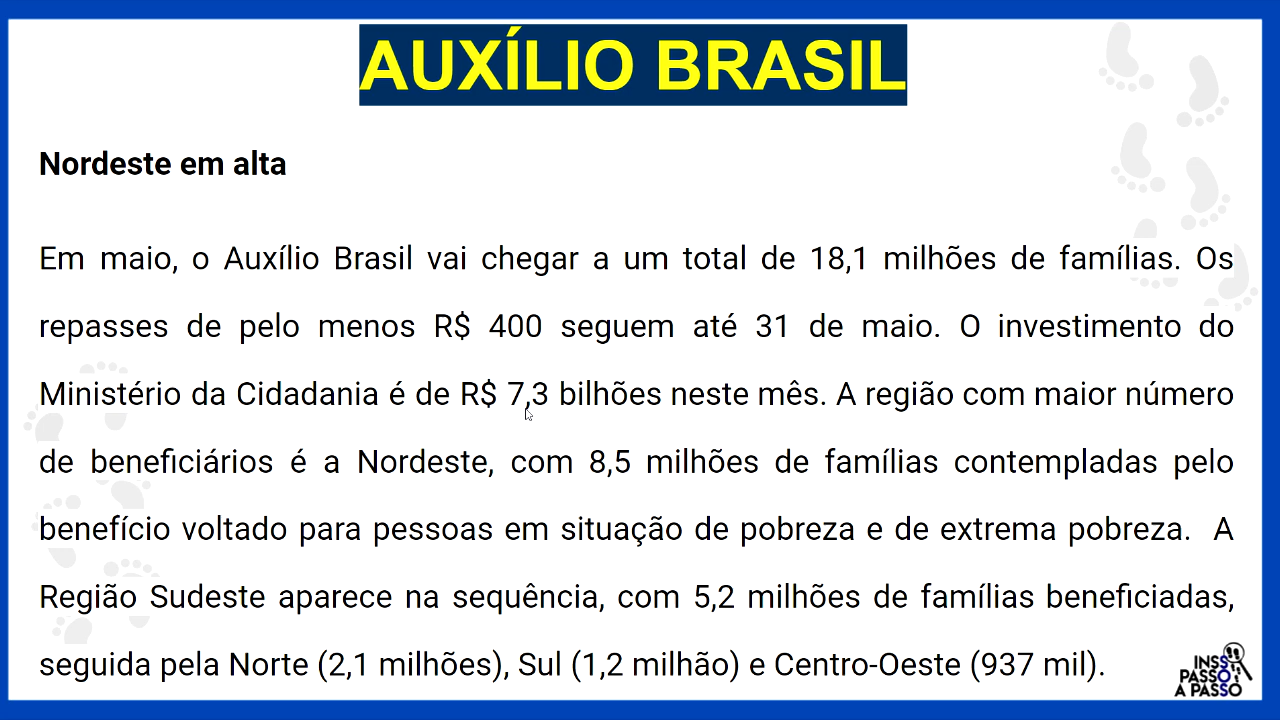 AUXÍLIO BRASIL
Nordeste em alta
Em maio, o Auxílio Brasil vai chegar a um total de 18,1 milhões de famílias. Os
repasses de pelo menos R$ 400 seguem até 31 de maio. O investimento do
Ministério da Cidadania é de R$ 7,3 bilhões neste mês. A região com maior número
de beneficiários é a Nordeste, com 8,5 milhões de famílias contempladas pelo
benefício voltado para pessoas em situação de pobreza e de extrema pobreza. A
Região Sudeste aparece na sequência, com 5,2 milhões de famílias beneficiadas,
seguida pela Norte (2,1 milhões), Sul (1,2 milhão) e Centro-Oeste (937 mil).
INSS
PASSO
A PASSO